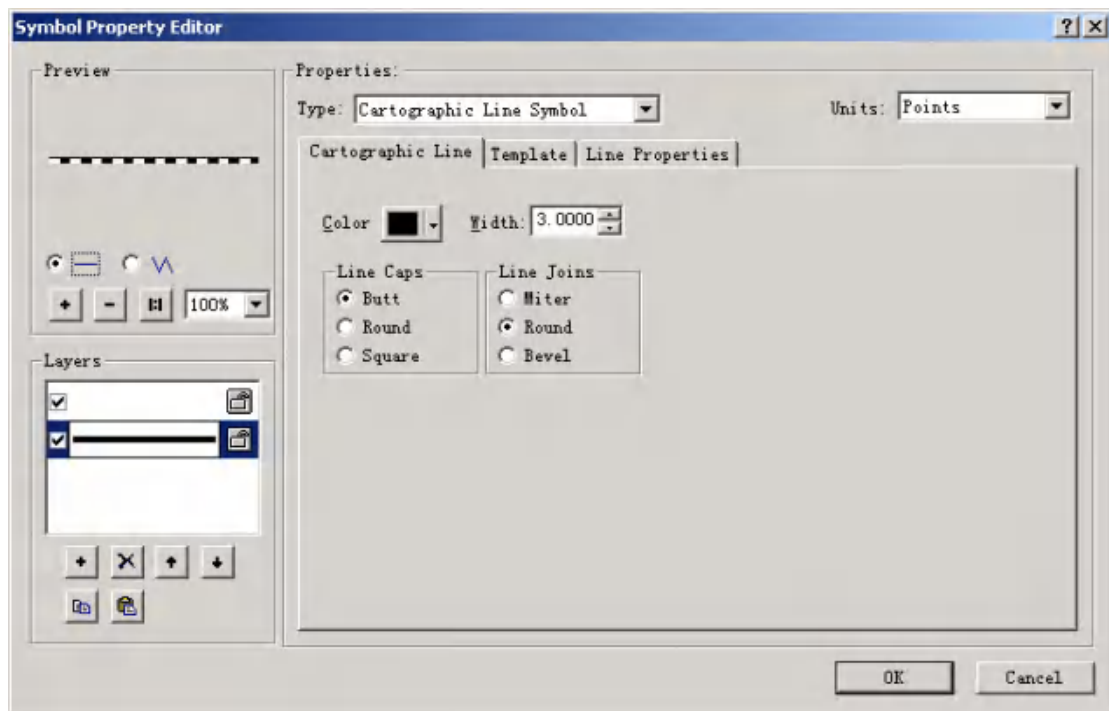 Symbol Property Editor
Preview
100%
Layers
Properties:
Type: Cartographic Line Symbol
Units: Points
Cartographic Line
Template
Line Properties
Color
Width: 3.0000
Line Caps
Butt
Round
Square
Line Joins
Miter
Round
Bevel
OK
Cancel